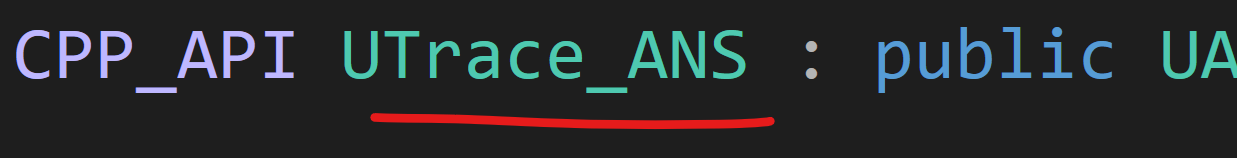 CPP_API UTrace_ANS : public UA